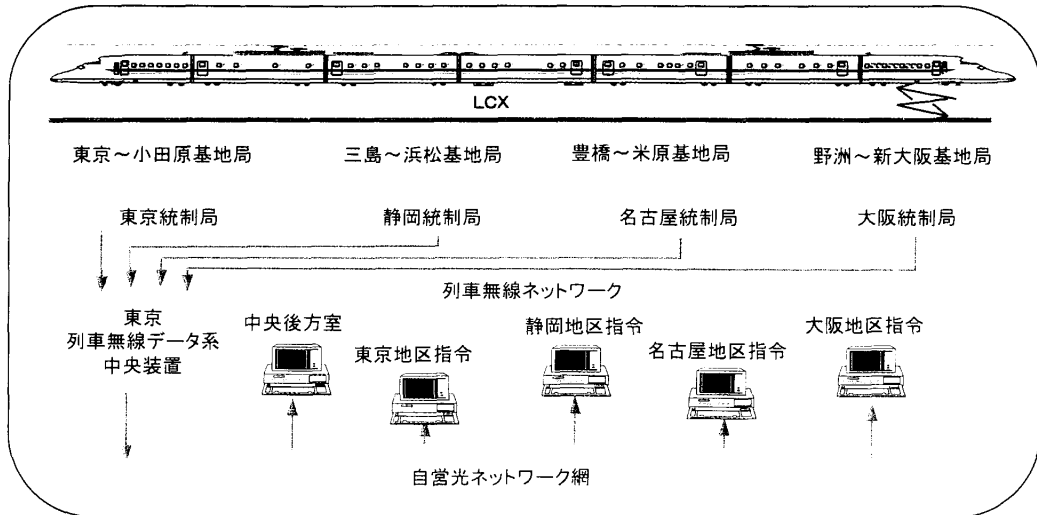 LCX
東京～小田原基地局
三島～浜松基地局
豊橋～米原基地局
野洲～新大阪基地局
東京統制局
静岡統制局
名古屋統制局
大阪統制局
列車無線ネットワーク
東京
列車無線データ系
中央装置
中央後方室
東京地区指令
静岡地区指令
名古屋地区指令
大阪地区指令
自営光ネットワーク網